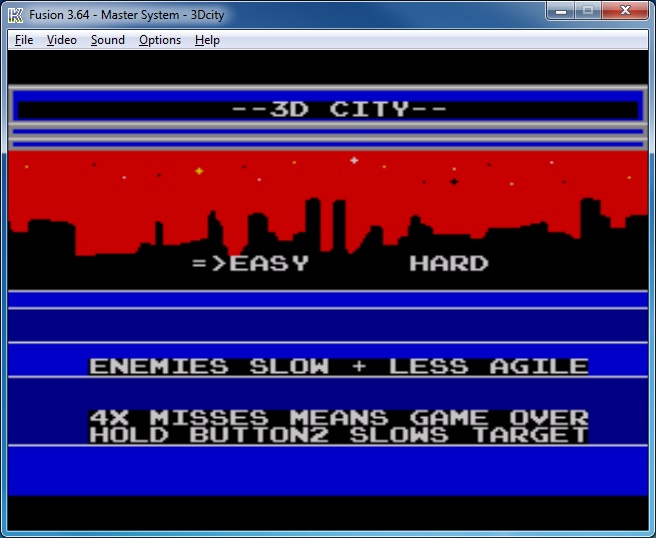 Fusion 3.64 - Master System - 3Dcity
File Video Sound Options Help
--3D CITY--
=>EASY HARD
ENEMIES SLOW + LESS AGILE
4X MISSES MEANS GAME OVER
HOLD BUTTON2 SLOWS TARGET